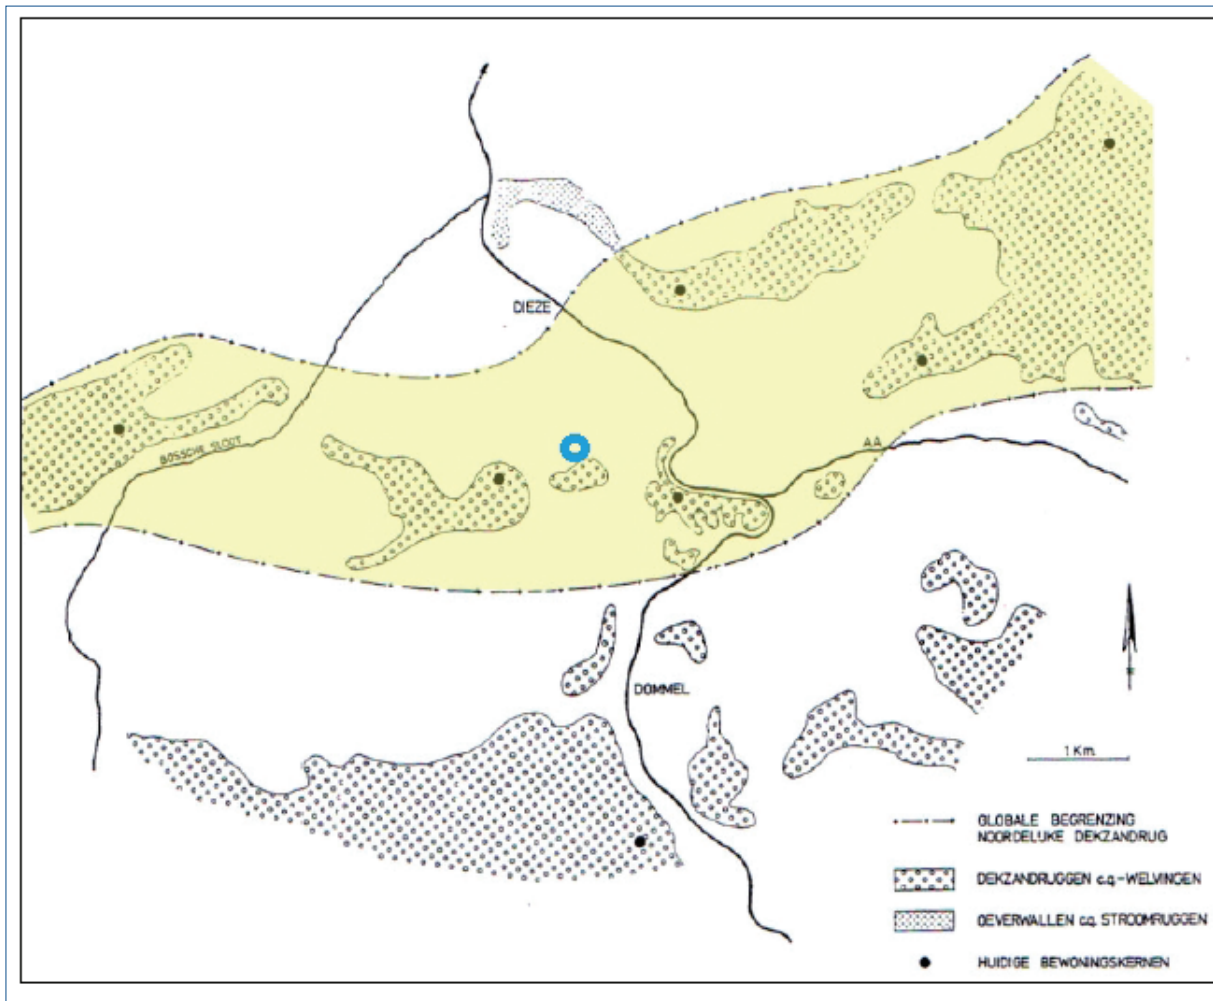 DIEZE
BOSSCHE SLOOT
AA
DOMMEL
1 Km.
GLOBALE BEGRENZING
NOORDELIJKE DEKZANDRUG
DEKZANDRUGGEN c.q.-WELVINGEN
OEVERWALLEN c.q. STROOMRUGGEN
HUIDIGE BEWONINGSKERNEN